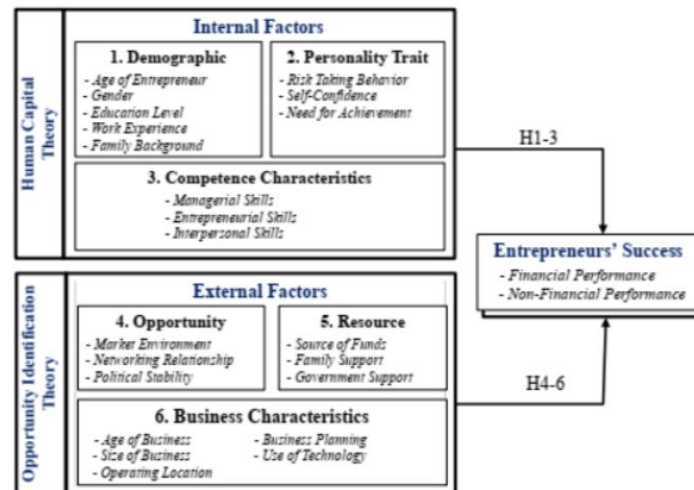 Human Capital Theory
Internal Factors
1. Demographic
- Age of Entrepreneur
- Gender
- Education Level
- Work Experience
- Family Background
2. Personality Trait
- Risk Taking Behavior
- Self-Confidence
- Need for Achievement
3. Competence Characteristics
- Managerial Skills
- Entrepreneurial Skills
- Interpersonal Skills
H1-3
Entrepreneurs' Success
- Financial Performance
- Non-Financial Performance
Opportunity Identification Theory
External Factors
4. Opportunity
- Market Environment
- Networking Relationship
- Political Stability
5. Resource
- Source of Funds
- Family Support
- Government Support
6. Business Characteristics
- Age of Business
- Size of Business
- Operating Location
- Business Planning
- Use of Technology
H4-6